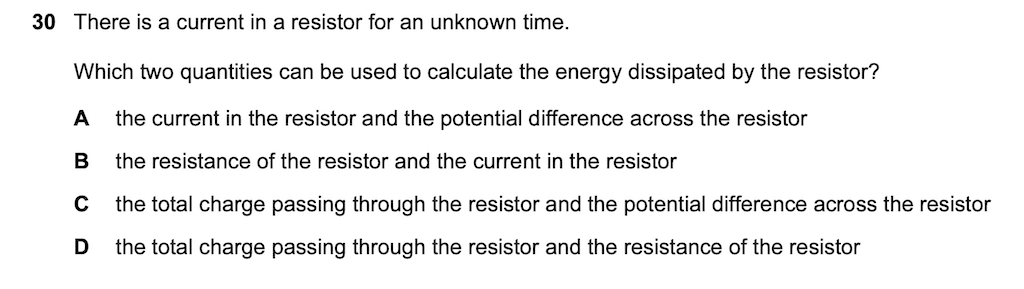 30 There is a current in a resistor for an unknown time.
Which two quantities can be used to calculate the energy dissipated by the resistor?
A the current in the resistor and the potential difference across the resistor
B the resistance of the resistor and the current in the resistor
C the total charge passing through the resistor and the potential difference across the resistor
D the total charge passing through the resistor and the resistance of the resistor